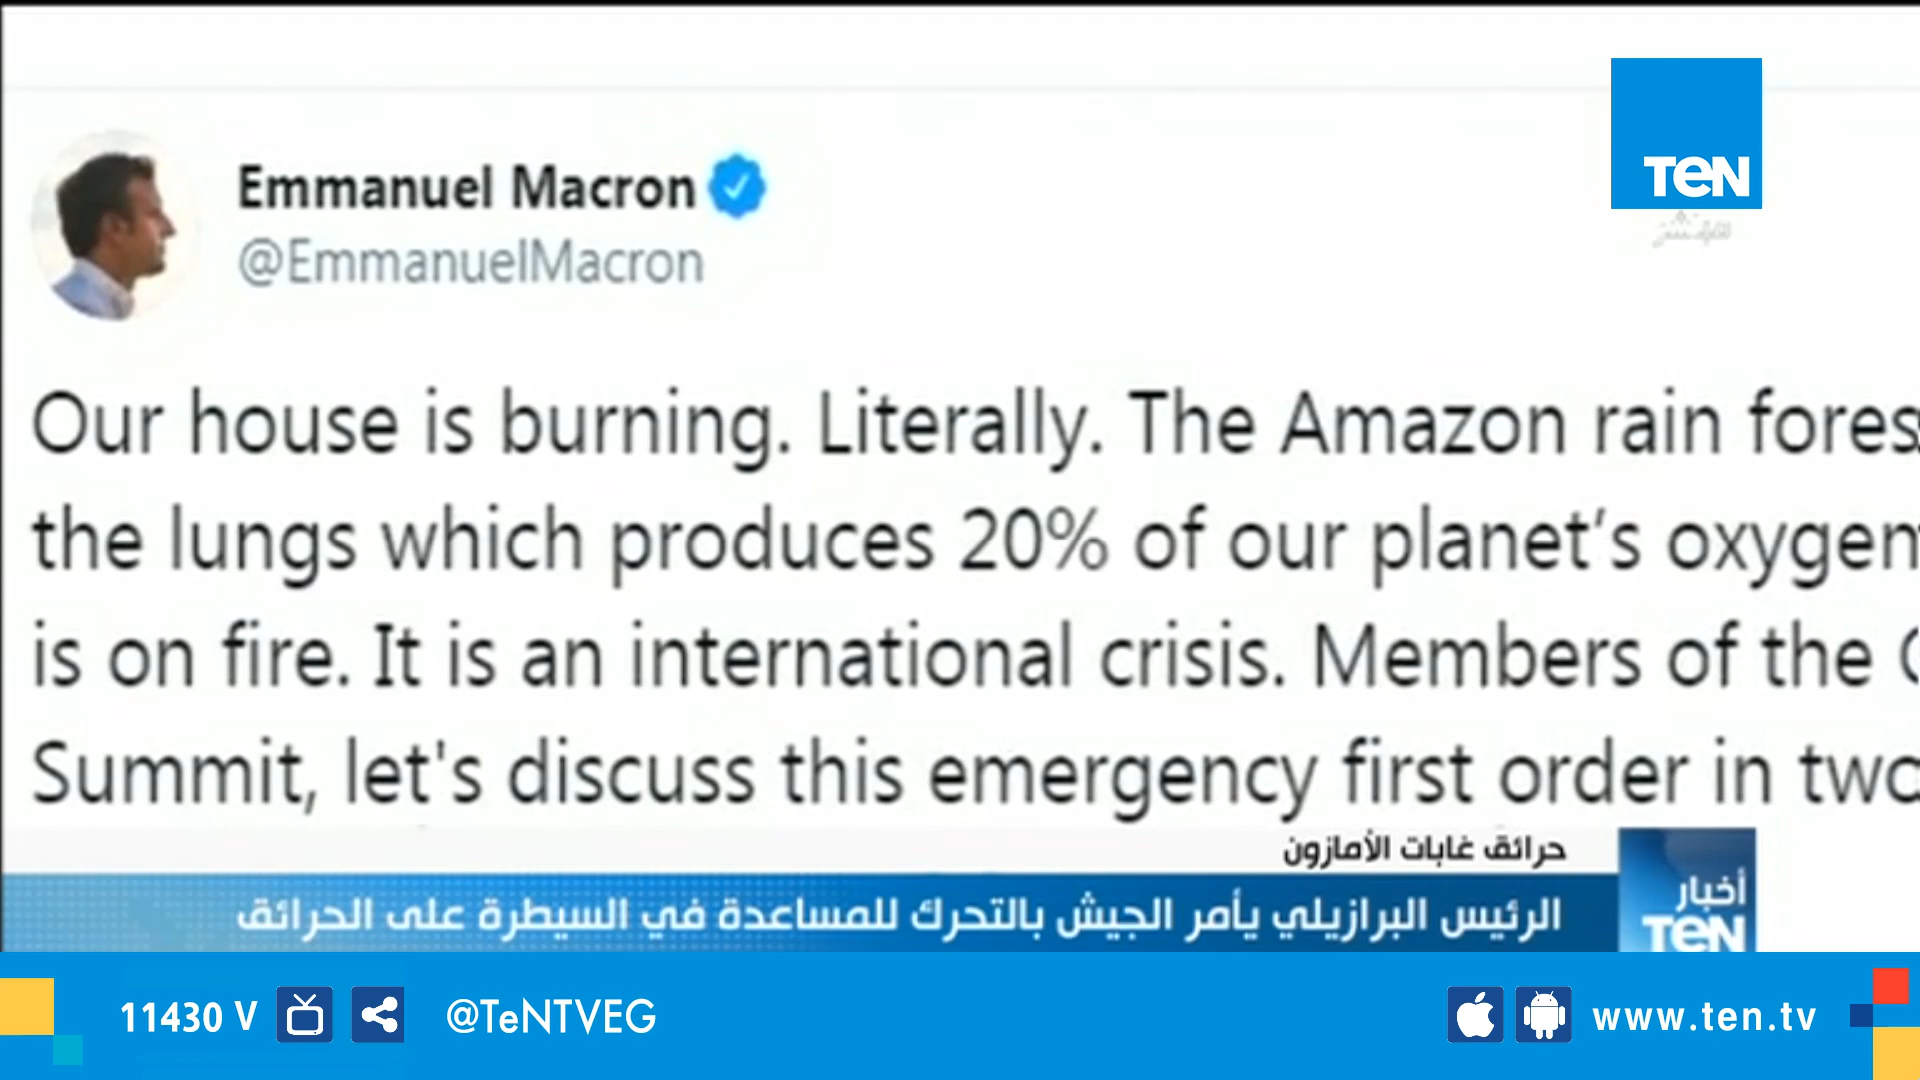 TeN
Emmanuel Macron
@EmmanuelMacron
Our house is burning. Literally. The Amazon rain
the lungs which produces 20% of our planet’s oxygen
is on fire. It is an international crisis. Members of the
Summit, let's discuss this emergency first order in
حرائق غابات الأمازون
الرئيس البرازيلي يأمر الجيش بالتحرك للمساعدة في السيطرة على الحرائق
أخبار
TeN
11430 V
@TeNTVEG
www.ten.tv